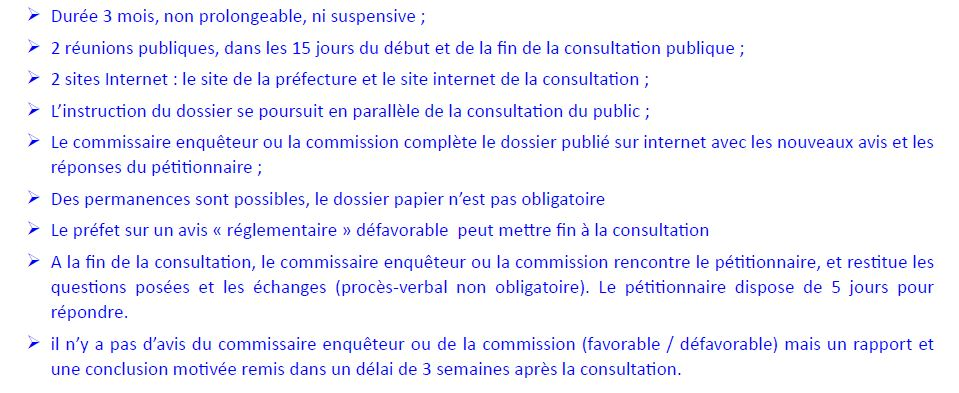 ➢ Durée 3 mois, non prolongeable, ni suspensive ;
➢ 2 réunions publiques, dans les 15 jours du début et de la fin de la consultation publique ;
➢ 2 sites Internet : le site de la préfecture et le site internet de la consultation ;
➢ L’instruction du dossier se poursuit en parallèle de la consultation du public ;
➢ Le commissaire enquêteur ou la commission complète le dossier publié sur internet avec les nouveaux avis et les
réponses du pétitionnaire ;
➢ Des permanences sont possibles, le dossier papier n’est pas obligatoire
➢ Le préfet sur un avis « réglementaire » défavorable peut mettre fin à la consultation
➢ A la fin de la consultation, le commissaire enquêteur ou la commission rencontre le pétitionnaire, et restitue les
questions posées et les échanges (procès-verbal non obligatoire). Le pétitionnaire dispose de 5 jours pour
répondre.
➢ il n’y a pas d’avis du commissaire enquêteur ou de la commission (favorable / défavorable) mais un rapport et
une conclusion motivée remis dans un délai de 3 semaines après la consultation.